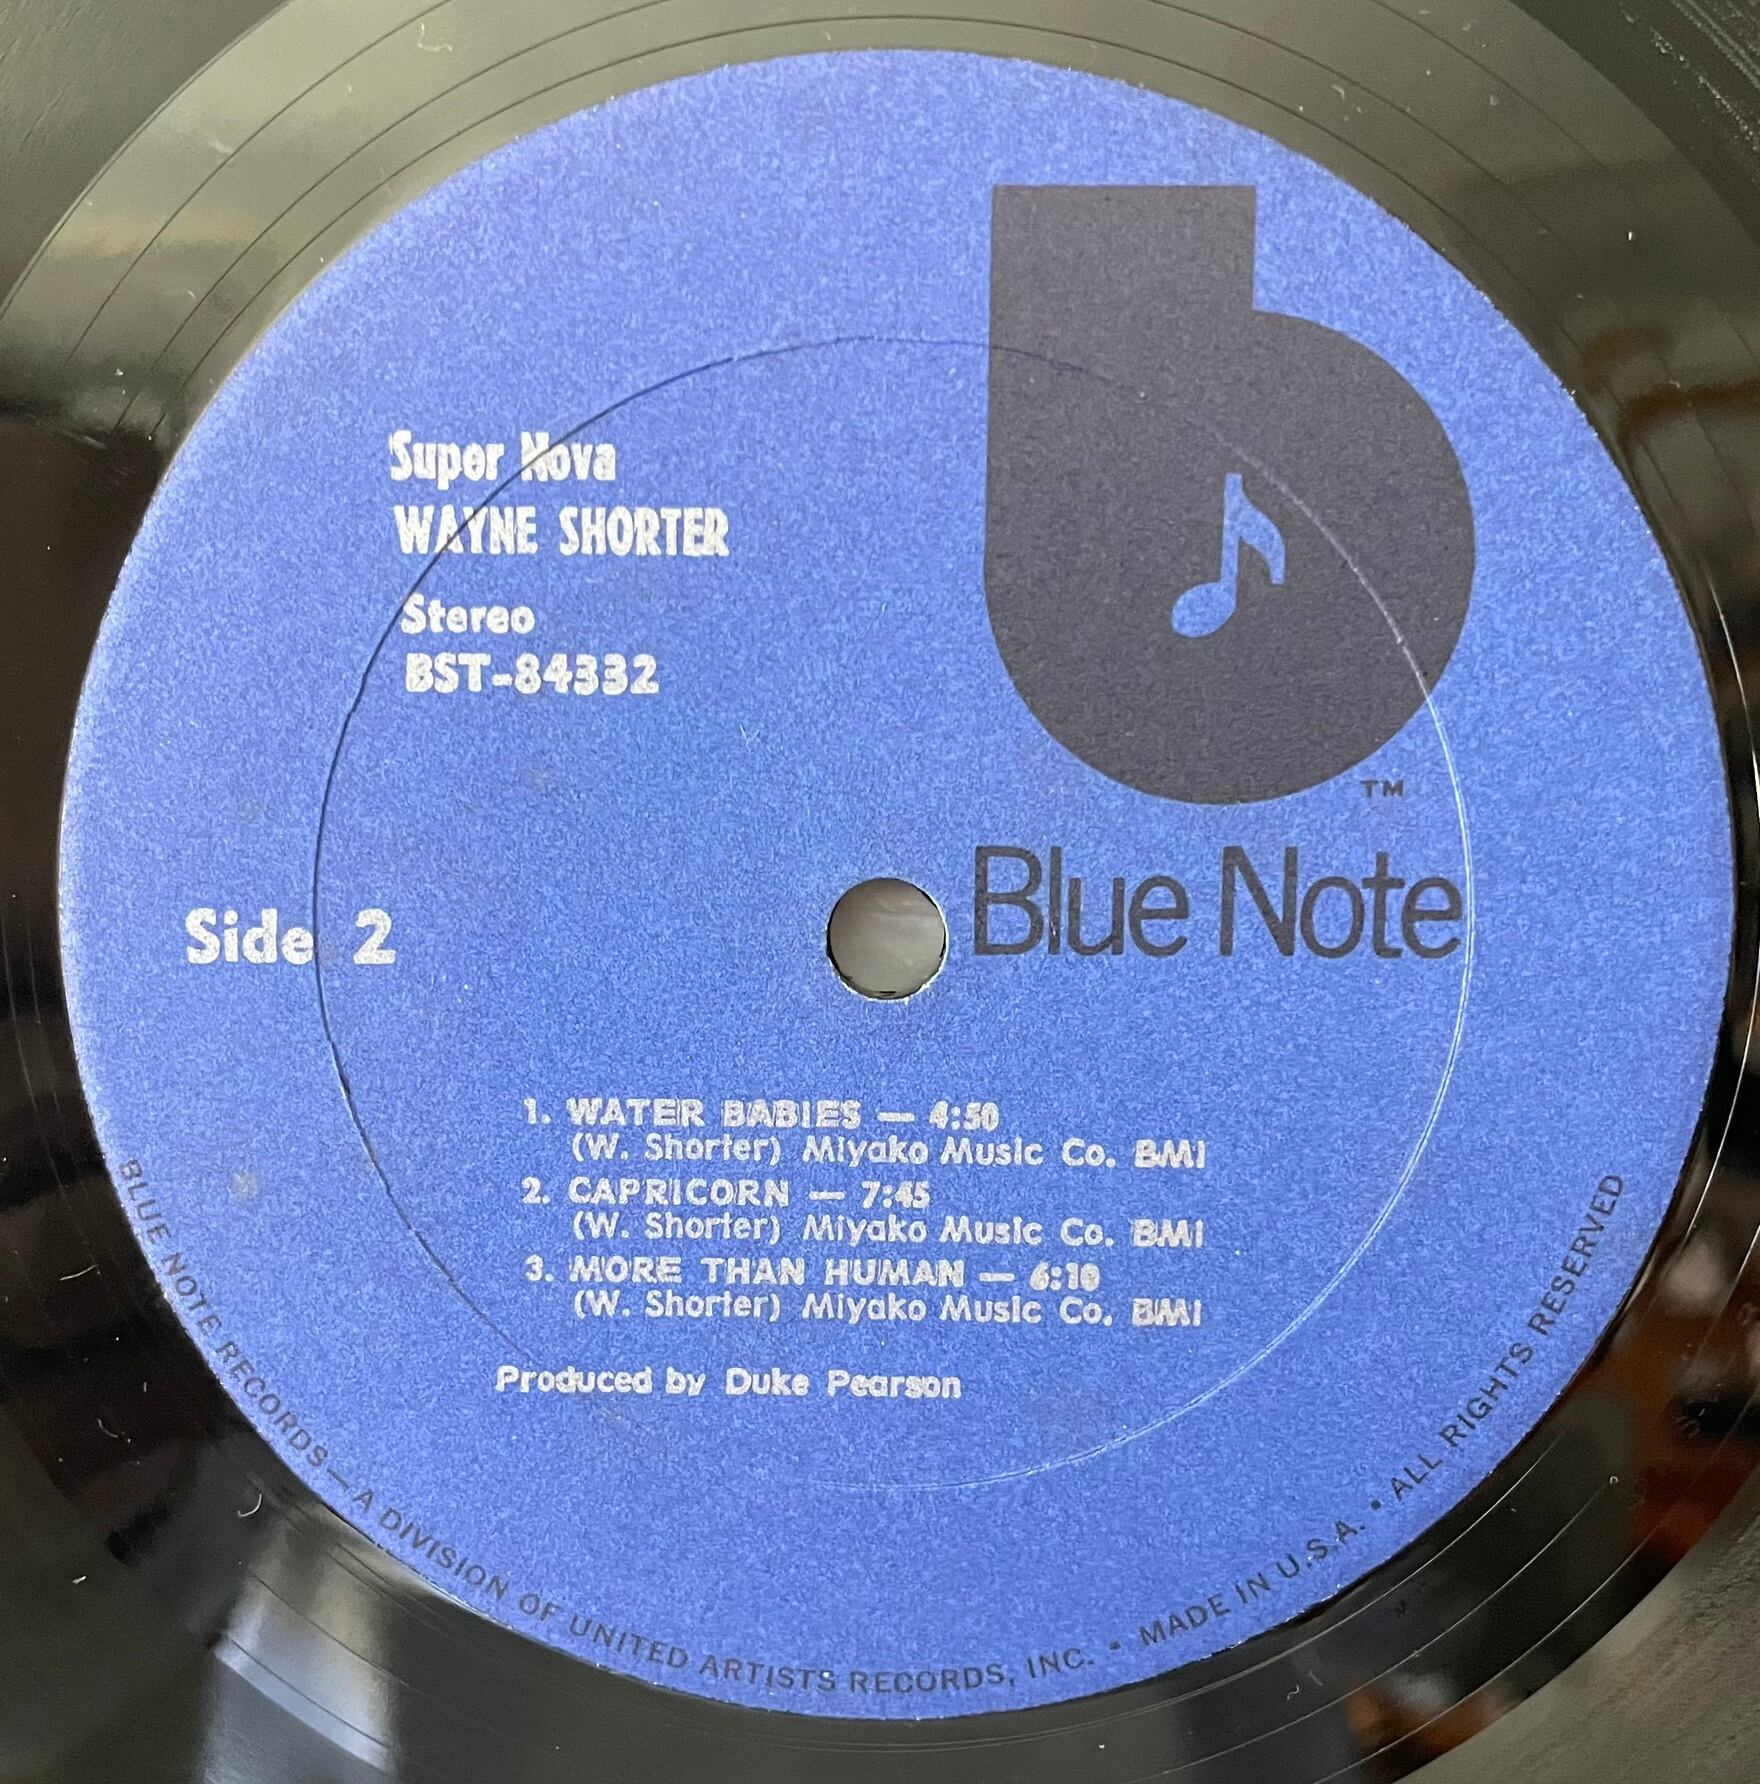 Super Nova
WAYNE SHORTER
Stereo
BST-84332
TM
Blue Note
Side 2
1. WATER BABIES — 4:50
(W. Shorter) Miyako Music Co. BMI
2. CAPRICORN — 7:45
(W. Shorter) Miyako Music Co. BMI
3. MORE THAN HUMAN — 6:10
(W. Shorter) Miyako Music Co. BMI
Produced by Duke Pearson
BLUE NOTE RECORDS—A DIVISION OF UNITED ARTISTS RECORDS, INC. • MADE IN U.S.A. • ALL RIGHTS RESERVED